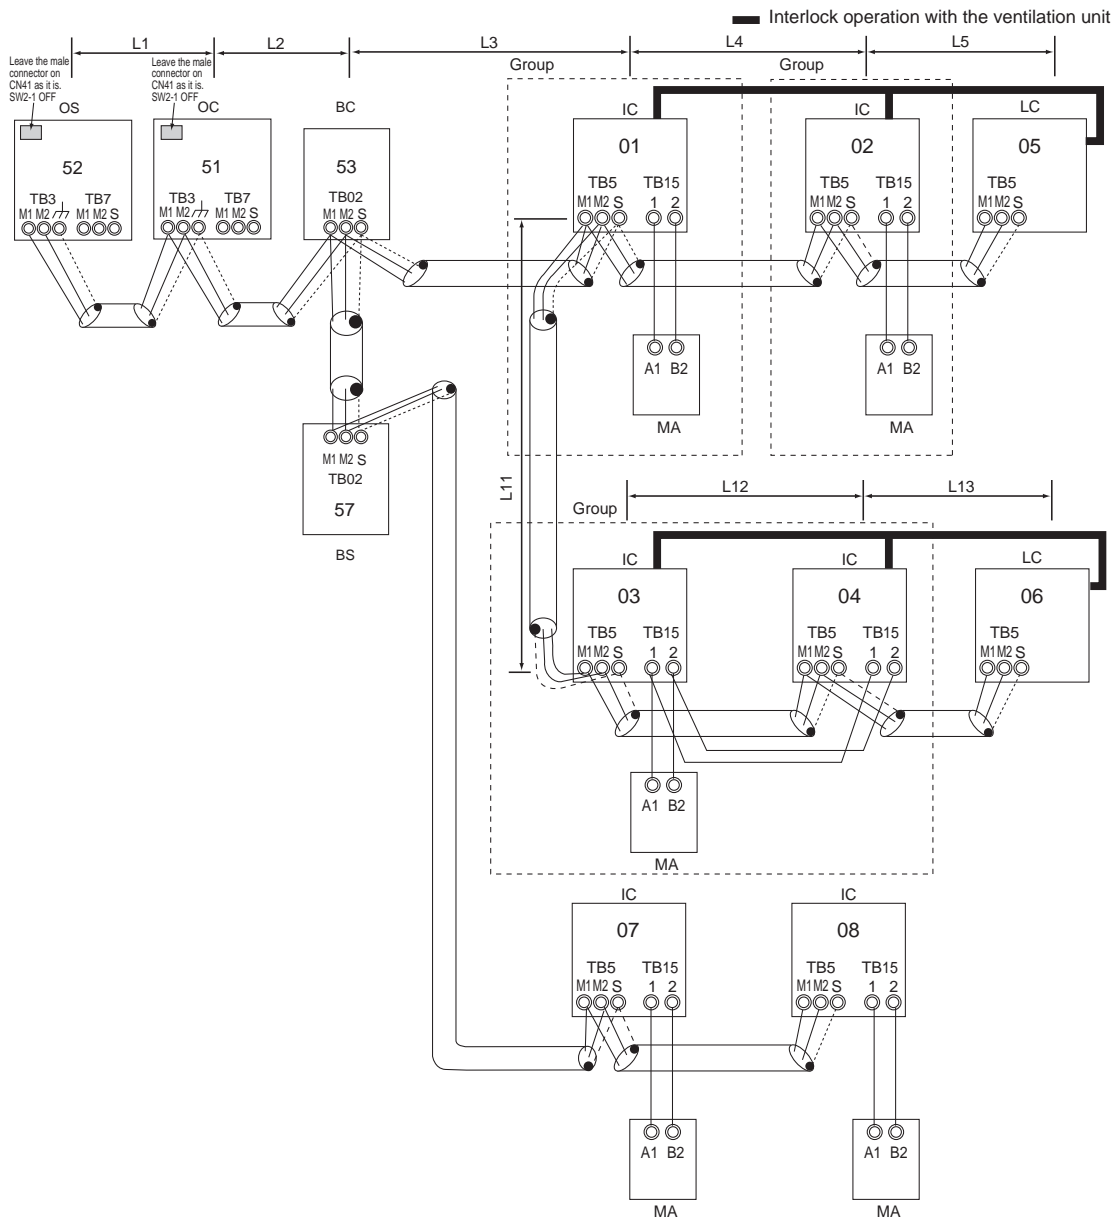 Interlock operation with the ventilation unit
L1 L2 L3 L4 L5
Leave the male
connector on
CN41 as it is.
SW2-1 OFF
Leave the male
connector on
CN41 as it is.
SW2-1 OFF
Group
Group
OS OC BC IC IC LC
52
TB3 TB7
M1 M2 M1 M2 S
51
TB3 TB7
M1 M2 M1 M2 S
53
TB02
M1 M2 S
01
TB5 TB15
M1 M2 S 1 2
02
TB5 TB15
M1 M2 S 1 2
05
TB5
M1 M2 S
A1 B2
MA
A1 B2
MA
M1 M2 S
TB02
57
BS
L11
L12 L13
Group
IC IC LC
03
TB5 TB15
M1 M2 S 1 2
04
TB5 TB15
M1 M2 S 1 2
06
TB5
M1 M2 S
A1 B2
MA
IC IC
07
TB5 TB15
M1 M2 S 1 2
08
TB5 TB15
M1 M2 S 1 2
A1 B2
MA
A1 B2
MA